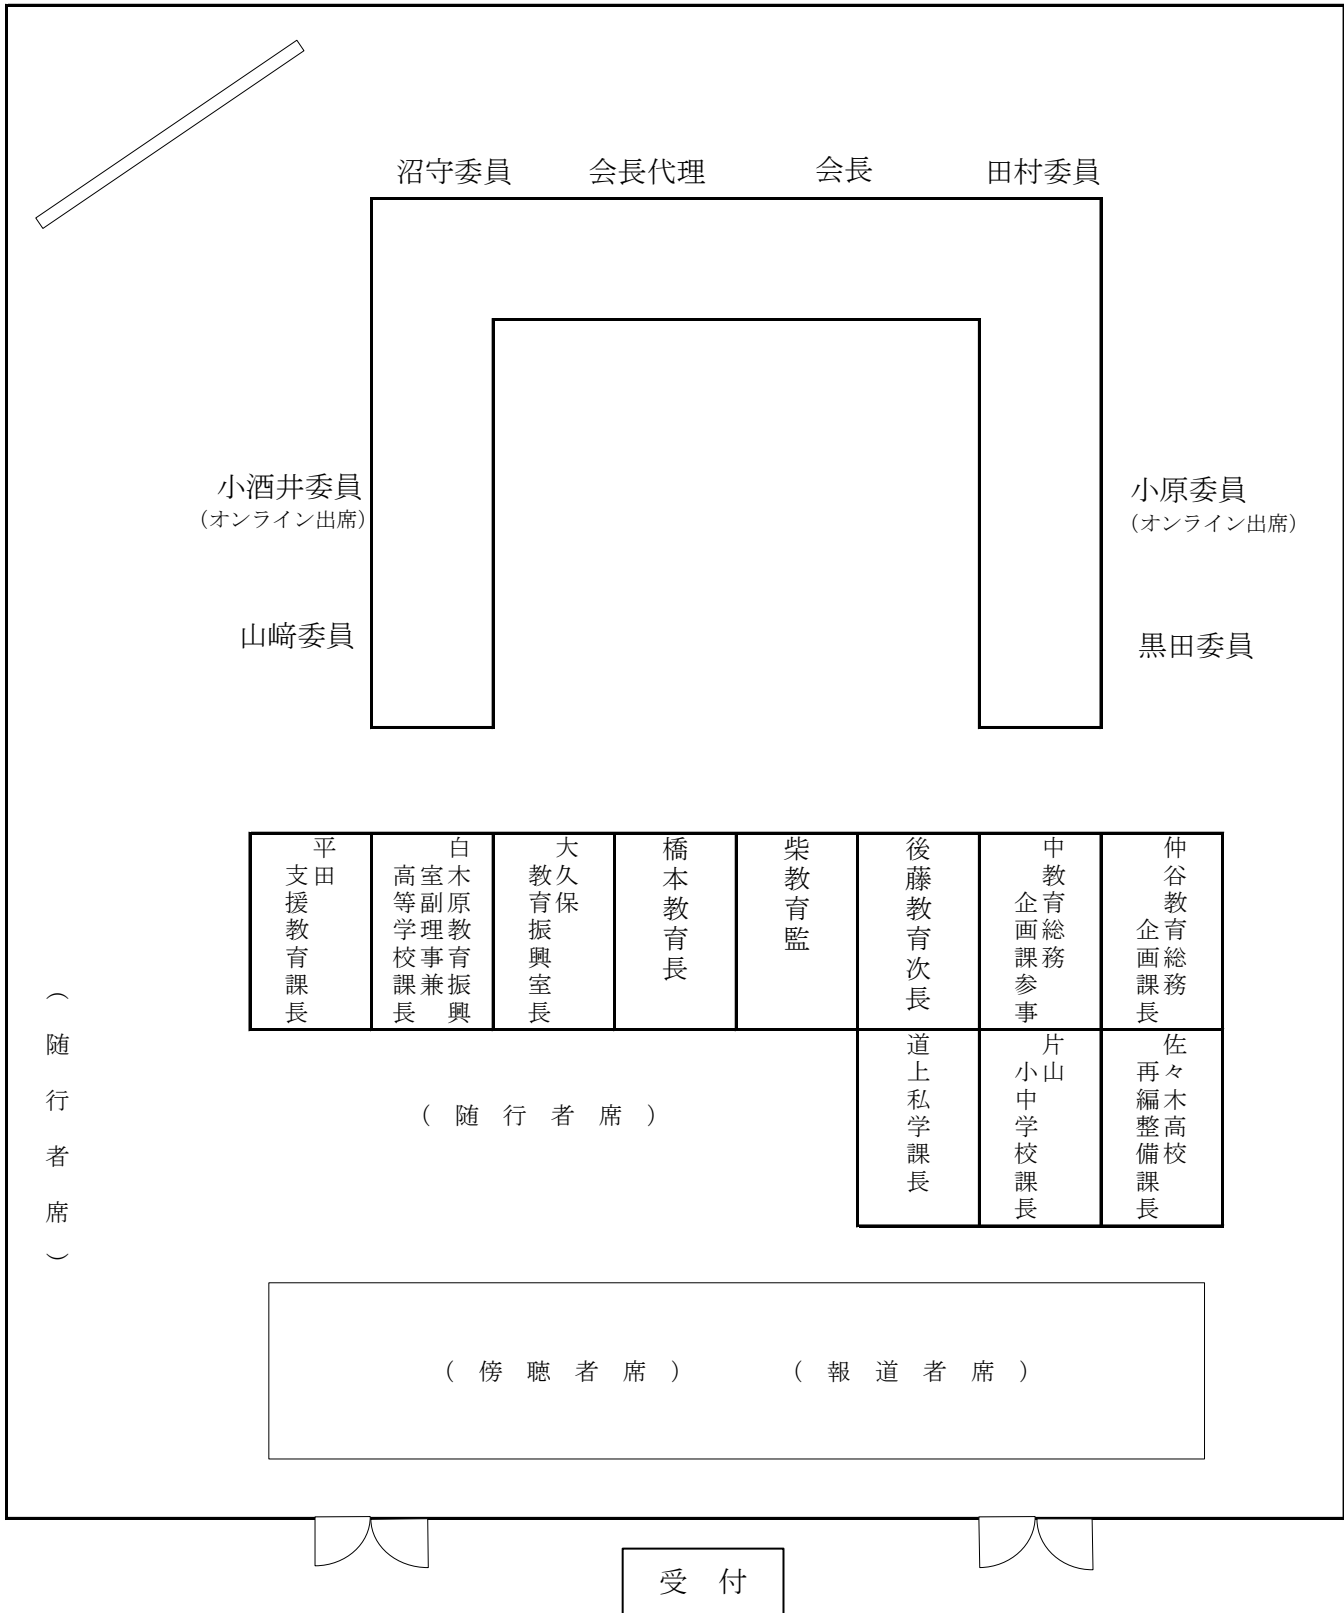 沼守委員
会長代理
会長
田村委員
小酒井委員
（オンライン出席）
小原委員
（オンライン出席）
山﨑委員
黒田委員
仲谷教育総務
企画課長
中教育総務
企画課参事
後藤教育次長
柴教育監
橋本教育長
大久保
教育振興室長
白木原教育振興
室副理事兼
高等学校課長
平田
支援教育課長
佐々木高校
再編整備課長
片山
小中学校課長
道上私学課長
（随行者席）
（随行者席）
（傍聴者席）
（報道者席）
受　付